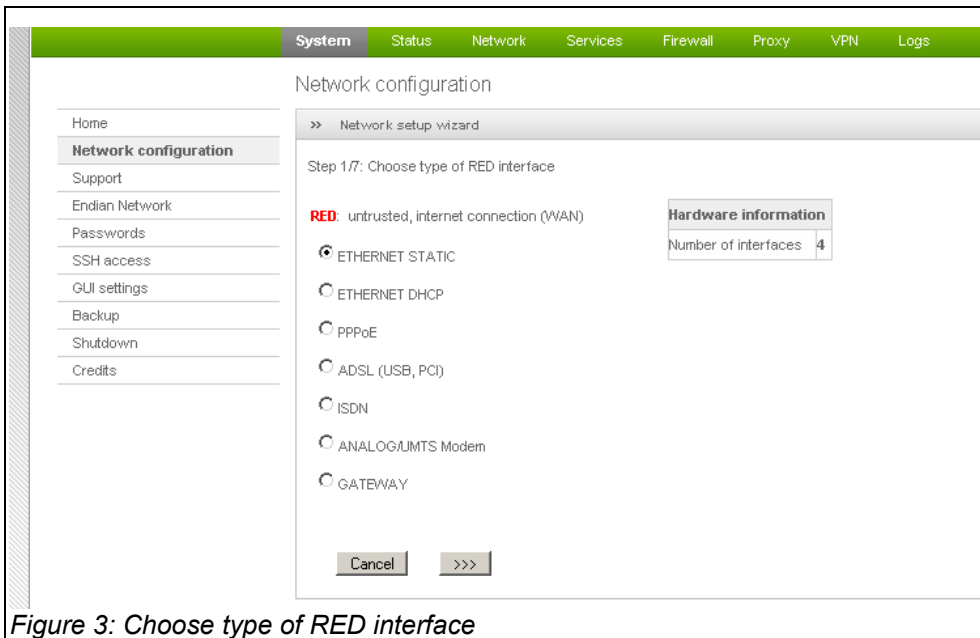 System Status Network Services Firewall Proxy VPN Logs
Network configuration
Home
Network configuration
Support
Endian Network
Passwords
SSH access
GUI settings
Backup
Shutdown
Credits
>> Network setup wizard
Step 1/7: Choose type of RED interface
RED: untrusted, internet connection (WAN)
ETHERNET STATIC
ETHERNET DHCP
PPPoE
ADSL (USB, PCI)
ISDN
ANALOG/UMTS Modem
GATEWAY
Hardware information
Number of interfaces 4
Cancel >>>
Figure 3: Choose type of RED interface